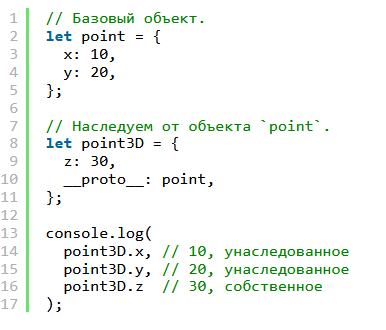 1 // Базовый объект.
2 let point = {
3   x: 10,
4   y: 20,
5 };
6
7 // Наследуем от объекта `point`.
8 let point3D = {
9   z: 30,
10   __proto__: point,
11 };
12
13 console.log(
14   point3D.x, // 10, унаследованное
15   point3D.y, // 20, унаследованное
16   point3D.z  // 30, собственное
17 );